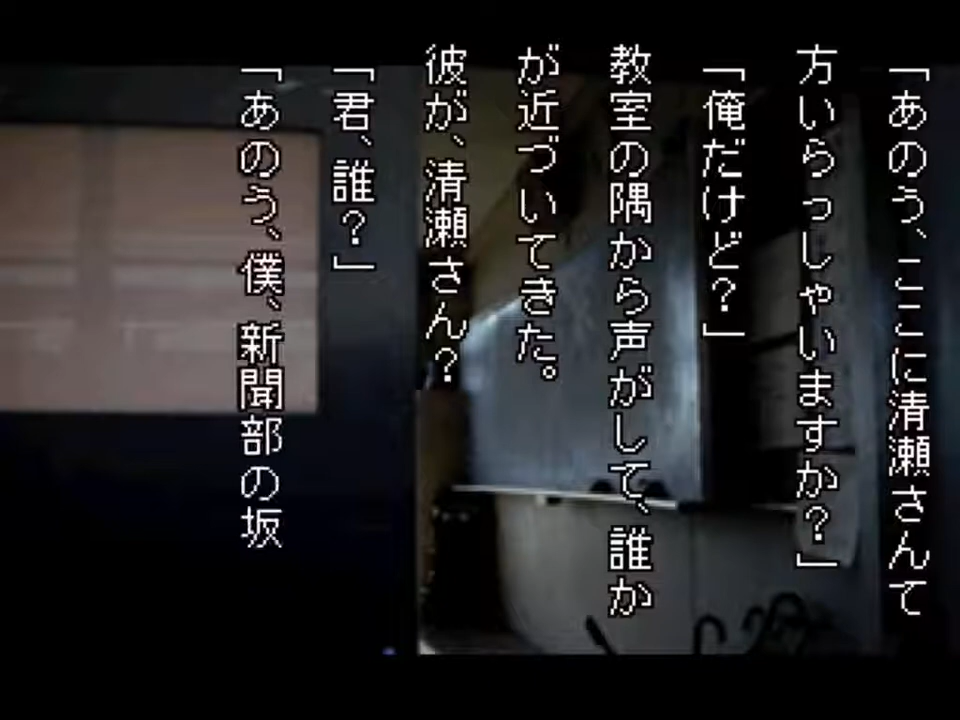 「あのう、ここに清瀬さんて
方いらっしゃいますか？」
「俺だけど？」
教室の隅から声がして、誰か
が近づいてきた。
彼が、清瀬さん？
「君、誰？」
「あのう、僕、新聞部の坂